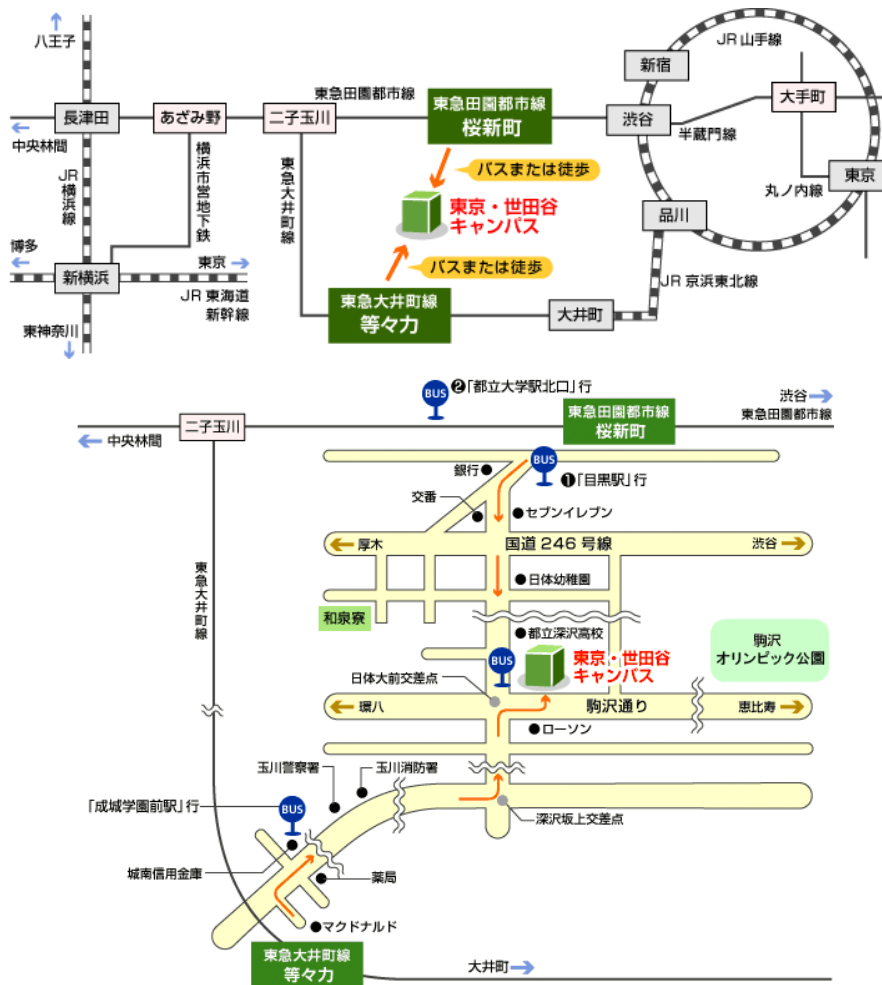 八王子
JR山手線
新宿
東急田園都市線
東急田園都市線
桜新町
大手町
長津田
あざみ野
二子玉川
渋谷
半蔵門線
中央林間
JR横浜線
横浜市営地下鉄
東急大井町線
バスまたは徒歩
東京
丸ノ内線
東京・世田谷
キャンパス
品川
博多
東京
新横浜
バスまたは徒歩
JR京浜東北線
JR東海道
新幹線
東急大井町線
等々力
大井町
東神奈川
BUS
❷「都立大学駅北口」行
渋谷
東急田園都市線
二子玉川
東急田園都市線
桜新町
中央林間
銀行
BUS
❶「目黒駅」行
交番
セブンイレブン
厚木
国道246号線
渋谷
東急大井町線
日体幼稚園
和泉寮
都立深沢高校
駒沢
オリンピック公園
BUS
東京・世田谷
キャンパス
日体大前交差点
環八
駒沢通り
恵比寿
ローソン
玉川警察署
玉川消防署
「成城学園前駅」行
BUS
深沢坂上交差点
城南信用金庫
薬局
マクドナルド
東急大井町線
等々力
大井町